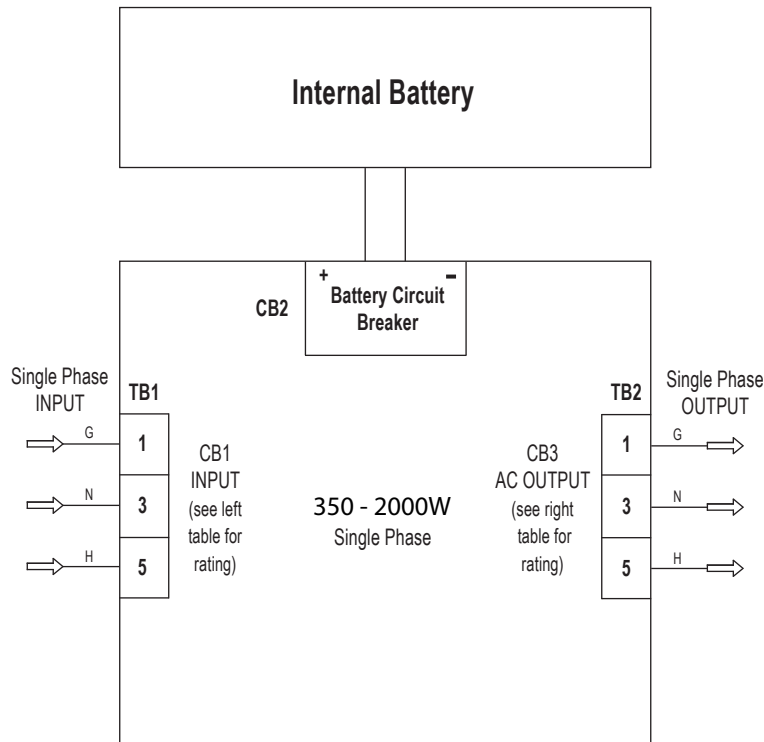 Internal Battery
+ −
Battery Circuit
Breaker
CB2
Single Phase
INPUT
TB1
G
1
N
3
H
5
CB1
INPUT
(see left
table for
rating)
350 - 2000W
Single Phase
CB3
AC OUTPUT
(see right
table for
rating)
TB2
Single Phase
OUTPUT
1
G
3
N
5
H